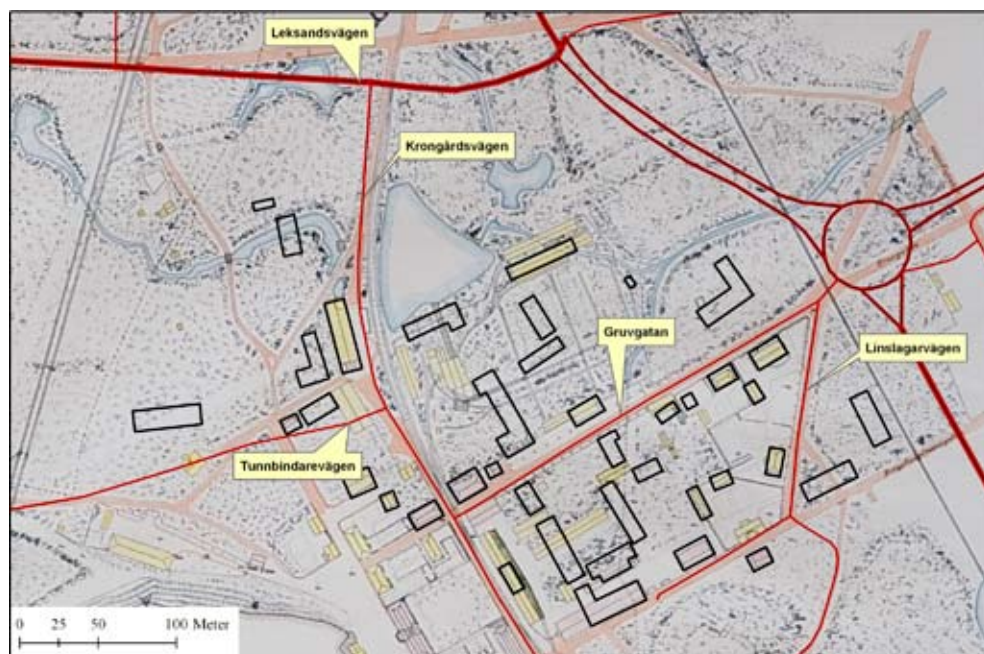 Leksandsvägen
Krongårdsvägen
Gruvgatan
Linslagarvägen
Tunnbindarevägen
0 25 50 100 Meter